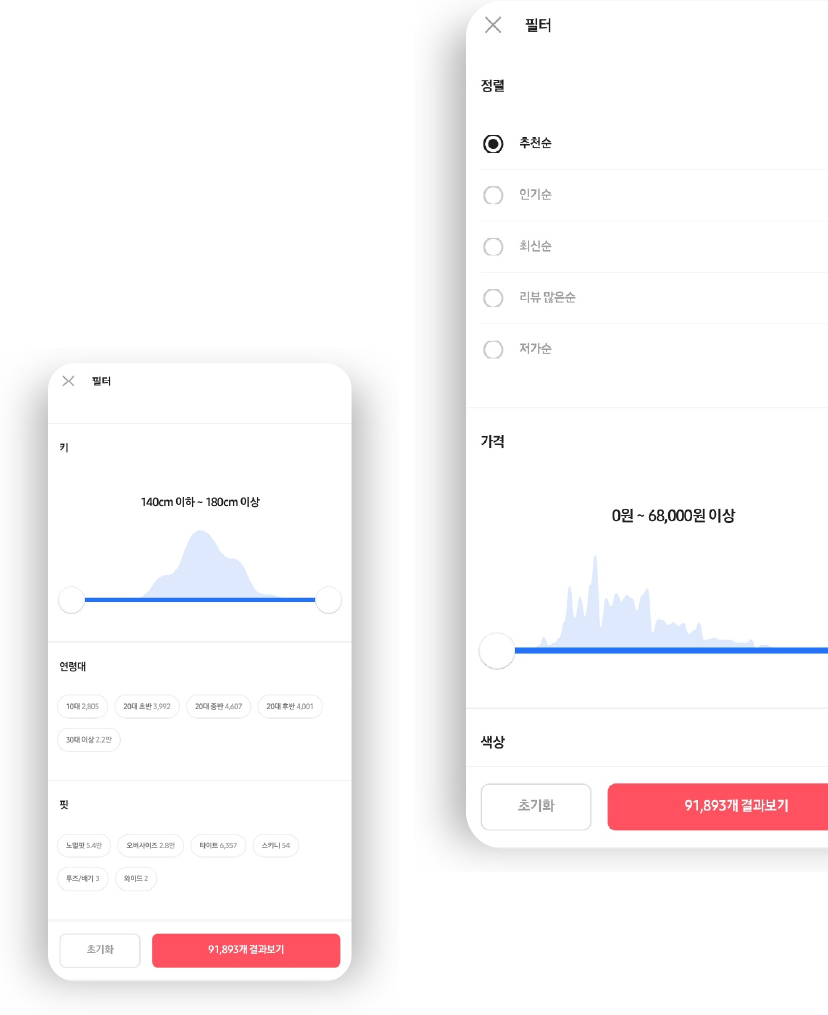 필터
키
140cm 이하 ~ 180cm 이상
연령대
10대 2,805
20대 초반 3,992
20대 중반 4,607
20대 후반 4,001
30대 이상 2.2만
핏
노멀핏 5.4만
오버사이즈 2.8만
타이트 6,357
스키니 54
루즈/배기 3
와이드 2
초기화
91,893개 결과보기
필터
정렬
추천순
인기순
최신순
리뷰 많은순
저가순
가격
0원 ~ 68,000원 이상
색상
초기화
91,893개 결과보기